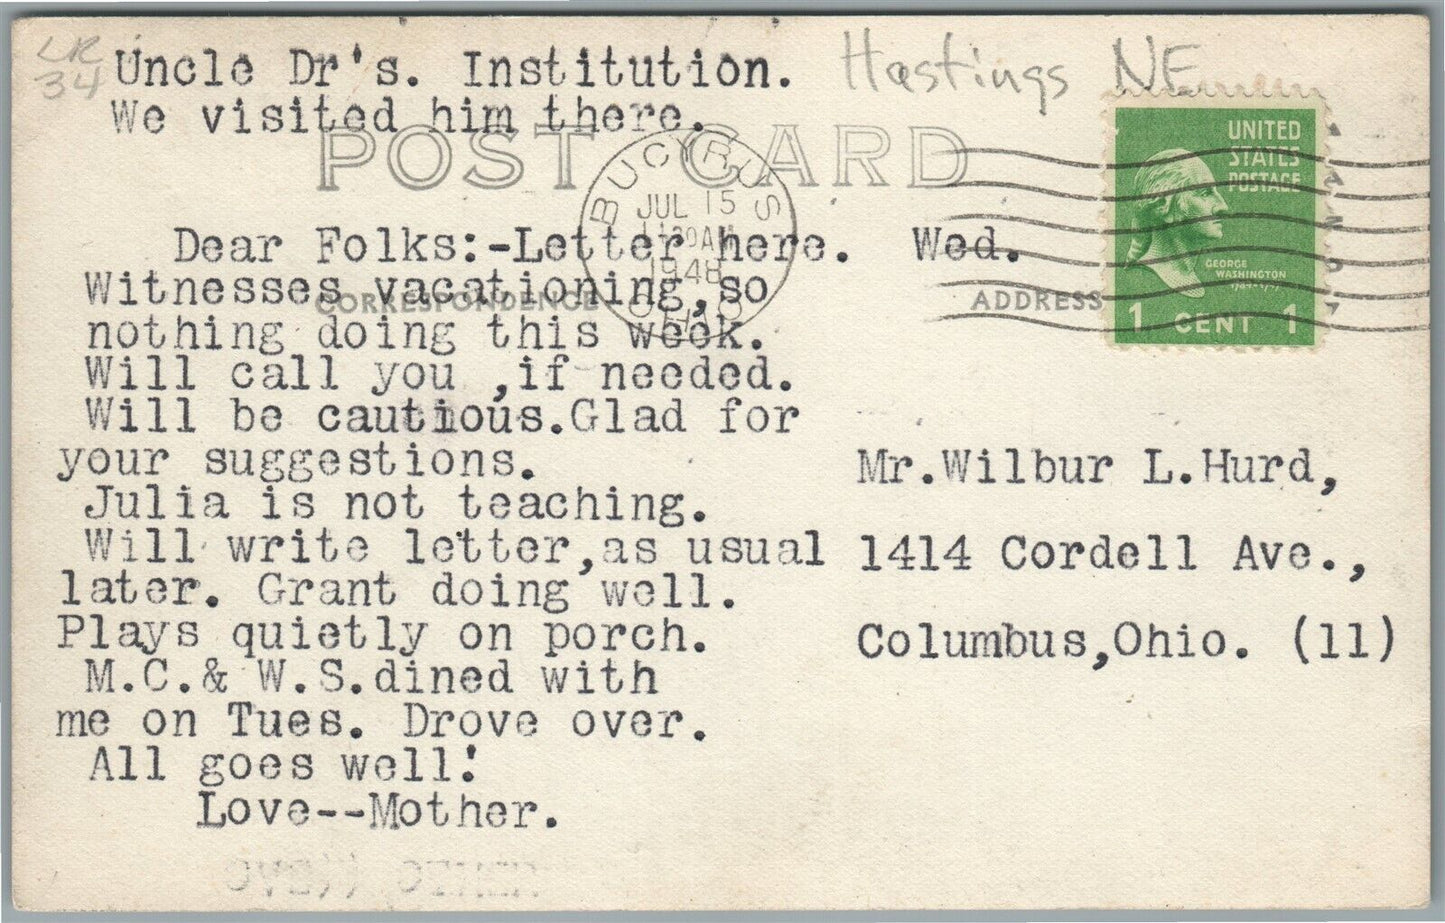 LR
34
Uncle Dr's. Institution.
We visited him there.
Hastings NE
POST CARD
UNITED
STATES
POSTAGE
GEORGE
WASHINGTON
1 CENT 1
BUCYRUS
JUL 15
AM
1948
OHIO
Dear Folks:-Letter here. Wed.
Witnesses vacationing,so
CORRESPONDENCE
ADDRESS
nothing doing this week.
Will call you ,if needed.
Will be cautious.Glad for
your suggestions.
Julia is not teaching.
Will write letter,as usual
later. Grant doing well.
Plays quietly on porch.
M.C.& W.S.dined with
me on Tues. Drove over.
All goes well!
Love--Mother.
Mr.Wilbur L.Hurd,
1414 Cordell Ave.,
Columbus,Ohio. (11)